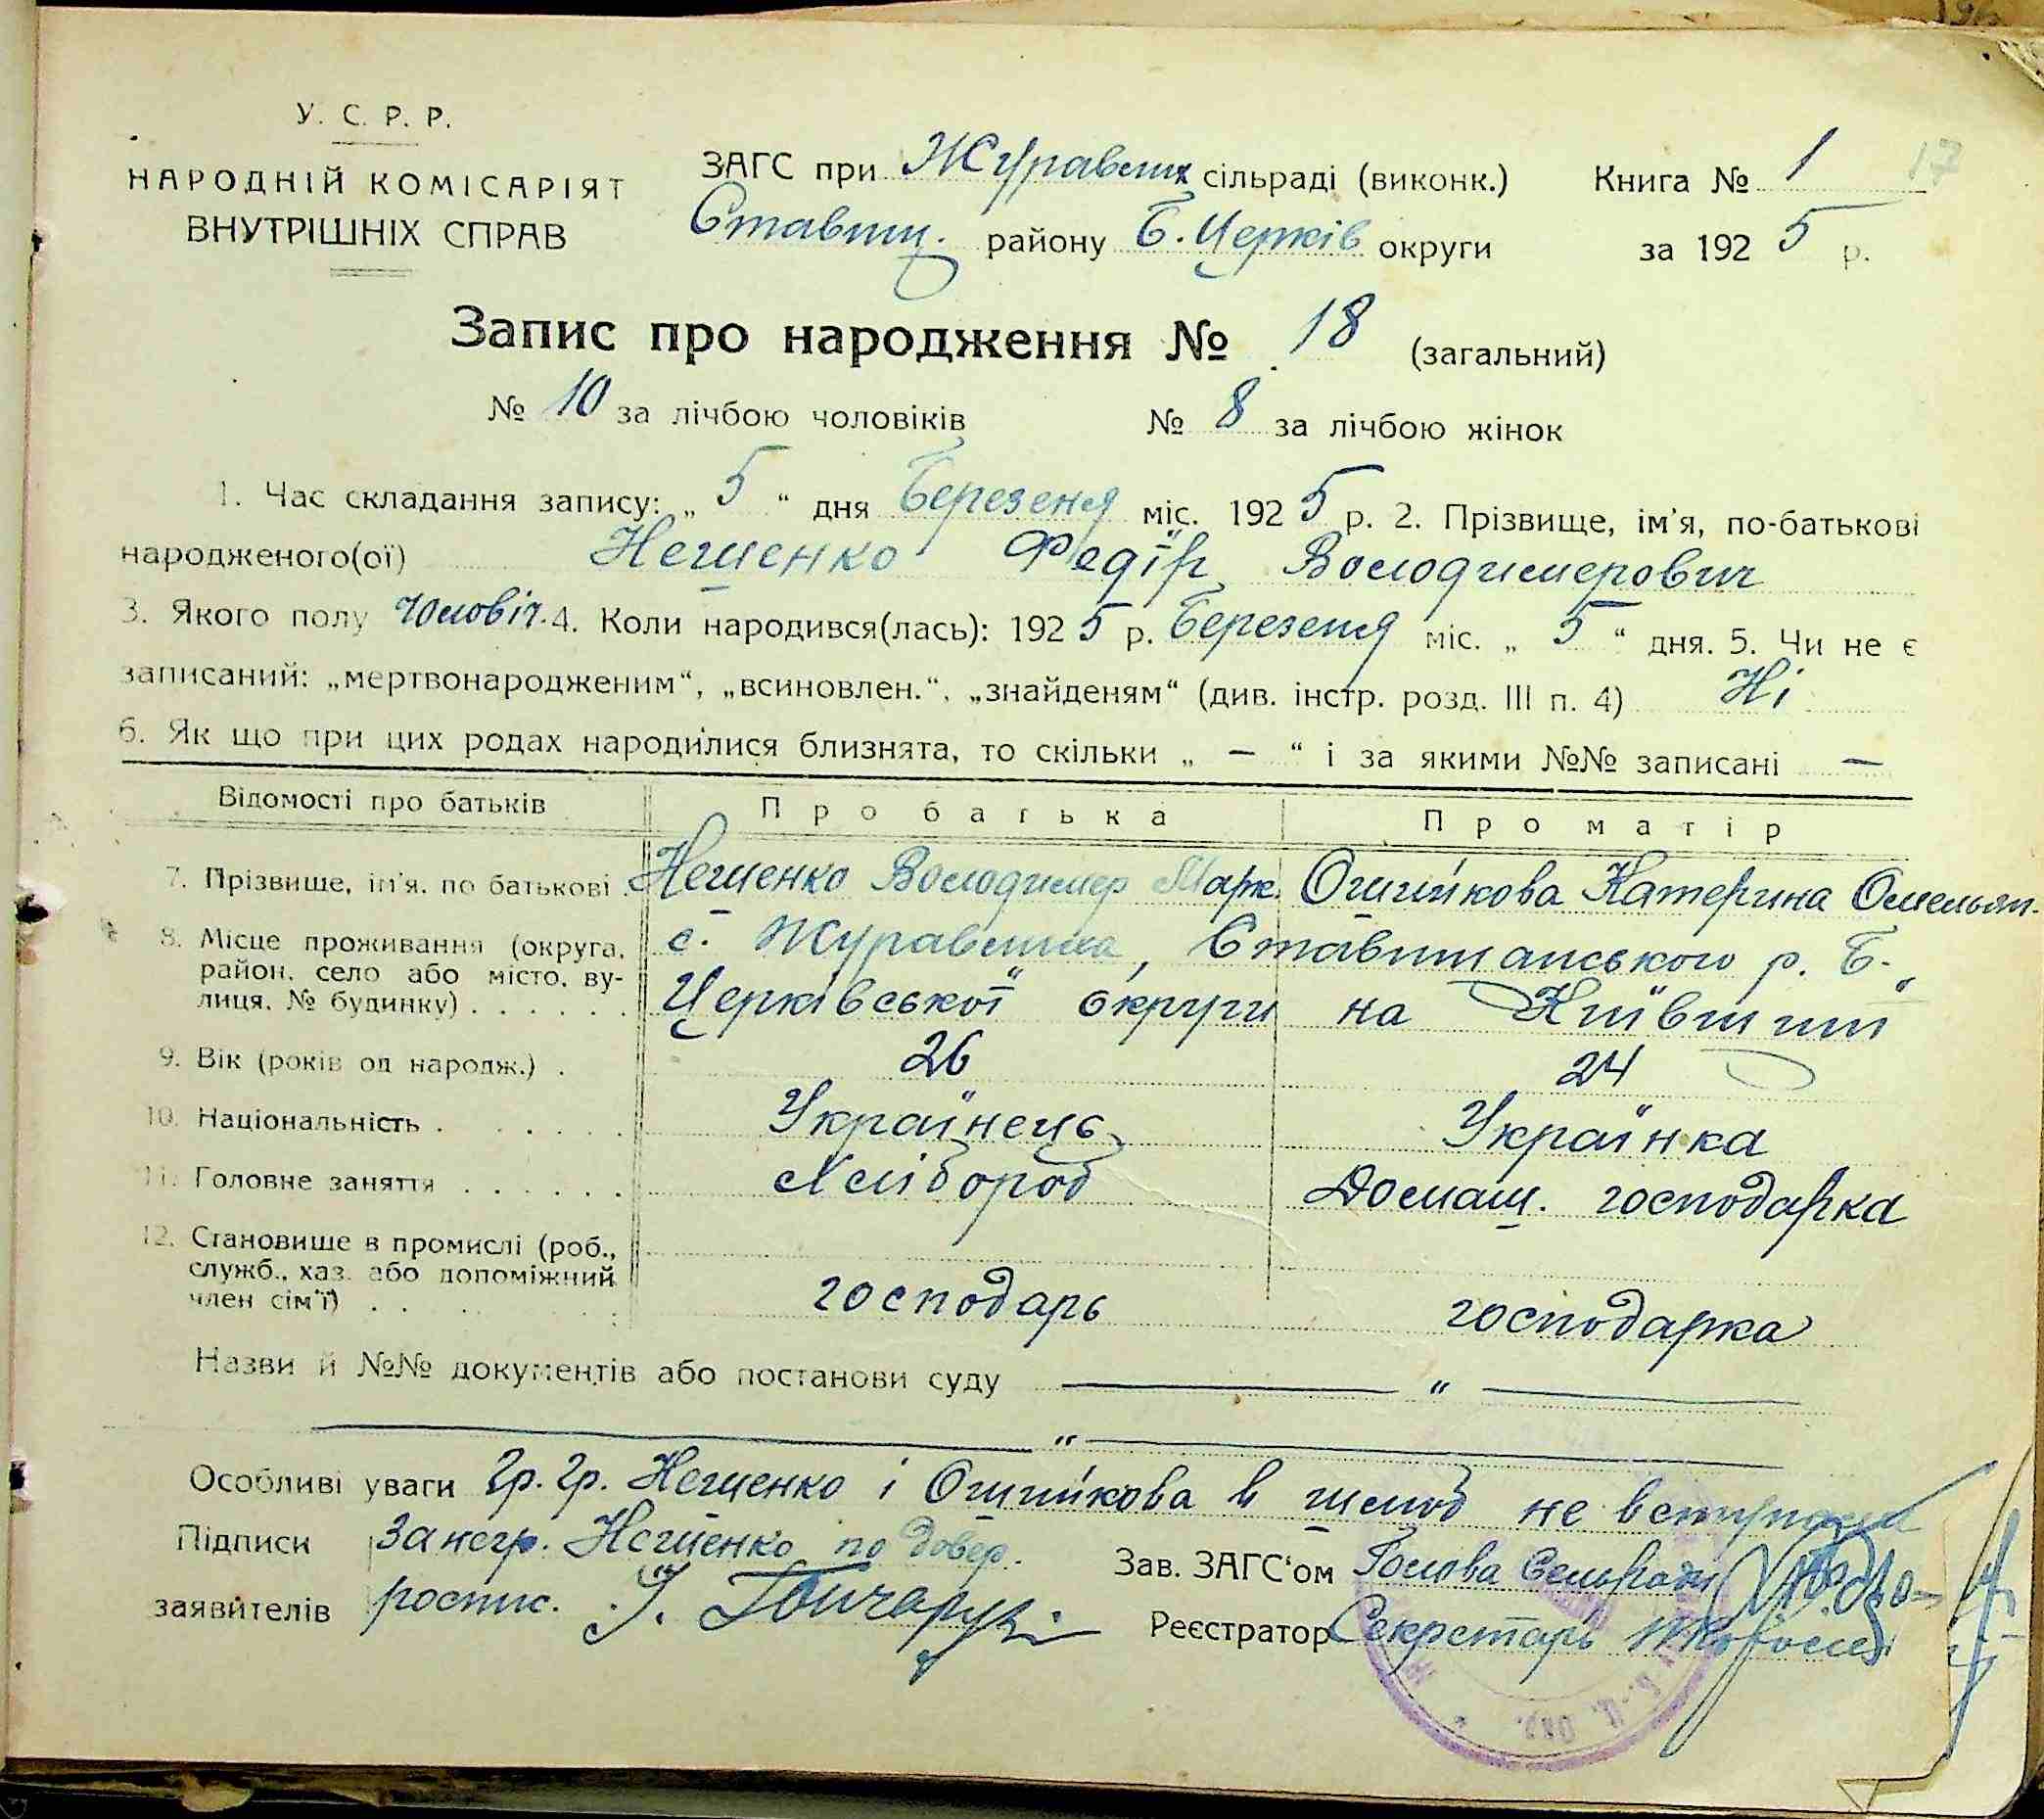 У. С. Р. Р.
НАРОДНІЙ КОМІСАРІЯТ
ВНУТРІШНІХ СПРАВ
ЗАГС при Журавлих сільраді (виконк.) Книга № 1 17
Ставищ. району Б. Церків округи за 1925 р.
Запис про народження № 18 (загальний)
№ 10 за лічбою чоловіків № 8 за лічбою жінок
1. Час складання запису: „ 5 “ дня Березеня міс. 1925 р. 2. Прізвище, ім'я, по-батькові
народженого(ої) Нещенко Федір Володимерович
3. Якого полу Чоловіч. 4. Коли народився(лась): 1925 р. Березеня міс. „ 5 “ дня. 5. Чи не є
записаний: „мертвонародженим“, „всиновлен.“, „знайденям“ (див. інстр. розд. III п. 4) Ні
6. Як що при цих родах народилися близнята, то скільки „ — “ і за якими №№ записані —
Відомості про батьків Про батька Про матір
7. Прізвище, ім'я, по батькові Нещенко Володимер Марк. Катерина Омельян.
8. Місце проживання (округа, район, село або місто, вулиця, № будинку) с. Журавлиха, Ставищанського р. Б.
Церківської округи на Київщині
9. Вік (років од народж.) 26 24
10. Національність Українець Українка
11. Головне заняття Хлібороб Домаш. господарка
12. Становище в промислі (роб.,
служб., хаз. або допоміжний
член сім'ї) господарь господарка
Назви й №№ документів або постанови суду — " —
— " —
Особливі уваги Гр. Гр. Нещенко і в шлюб не вступали
Підписи За негр. Нещенко по довер. Зав. ЗАГС'ом Голова Сельради
заявителів роспис. І. Гончарук Реєстратор Секретарь